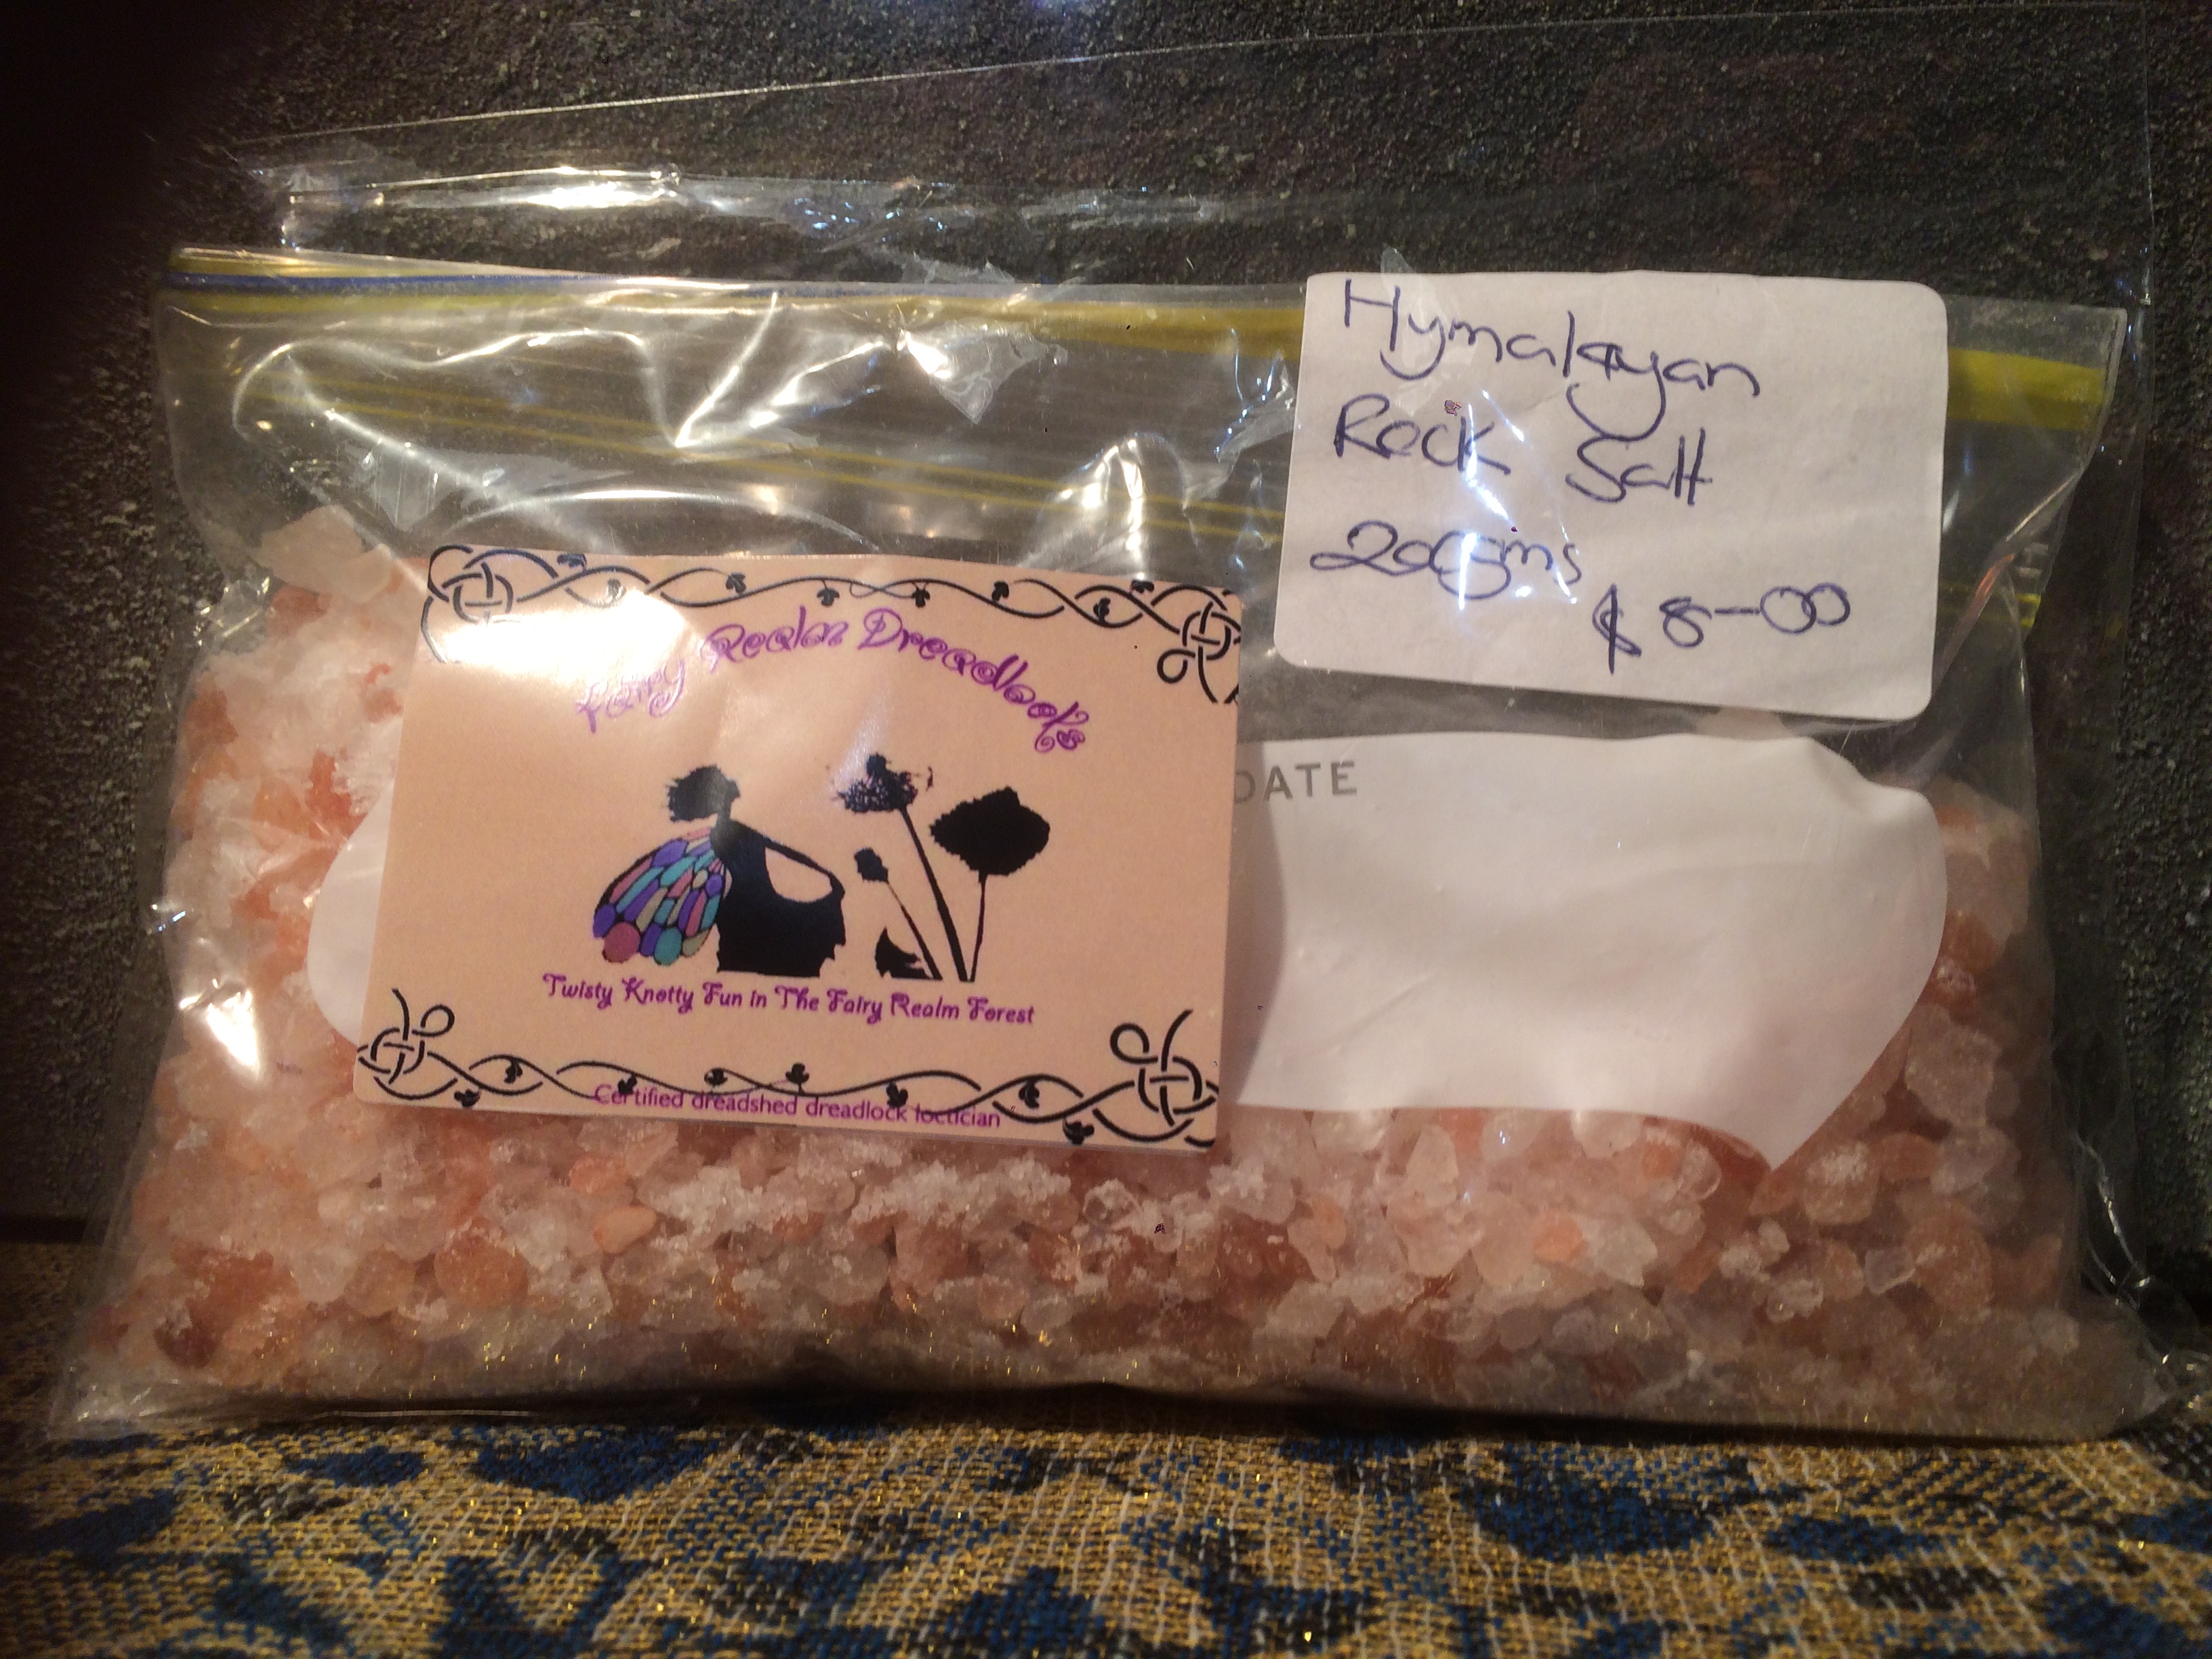 Hymalayan
Rock Salt
200gms
$8-00
Fairy Realm Dreadlocks
DATE
Twisty Knotty Fun in The Fairy Realm Forest
Certified dreadshed dreadlock loctician